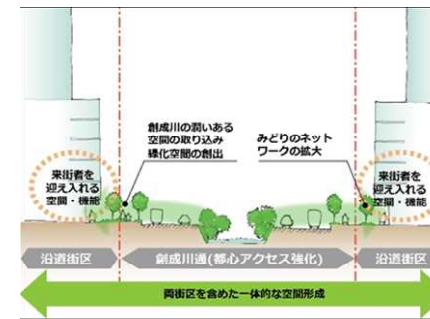 創成川の潤いある
空間の取り込み
緑化空間の創出
みどりのネット
ワークの拡大
来街者を
迎え入れる
空間・機能
来街者を
迎え入れる
空間・機能
沿道街区
創成川通(都心アクセス強化)
沿道街区
両街区を含めた一体的な空間形成